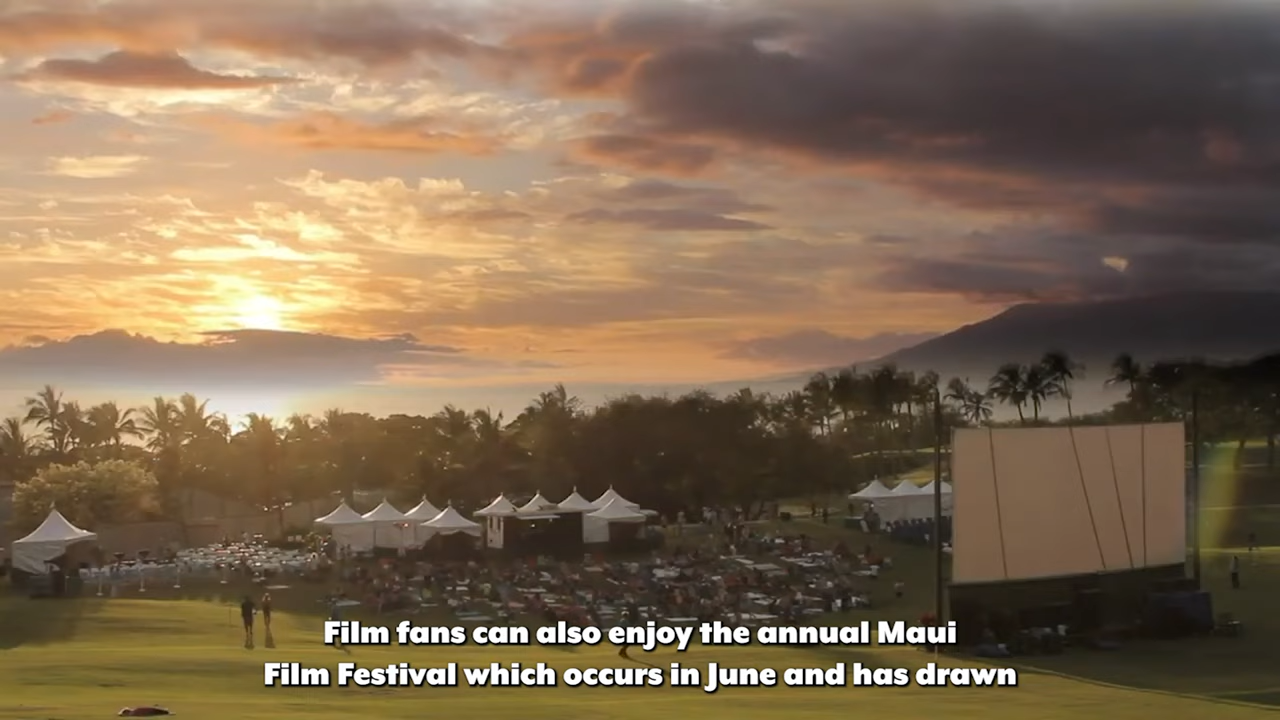 Film fans can also enjoy the annual Maui
Film Festival which occurs in June and has drawn